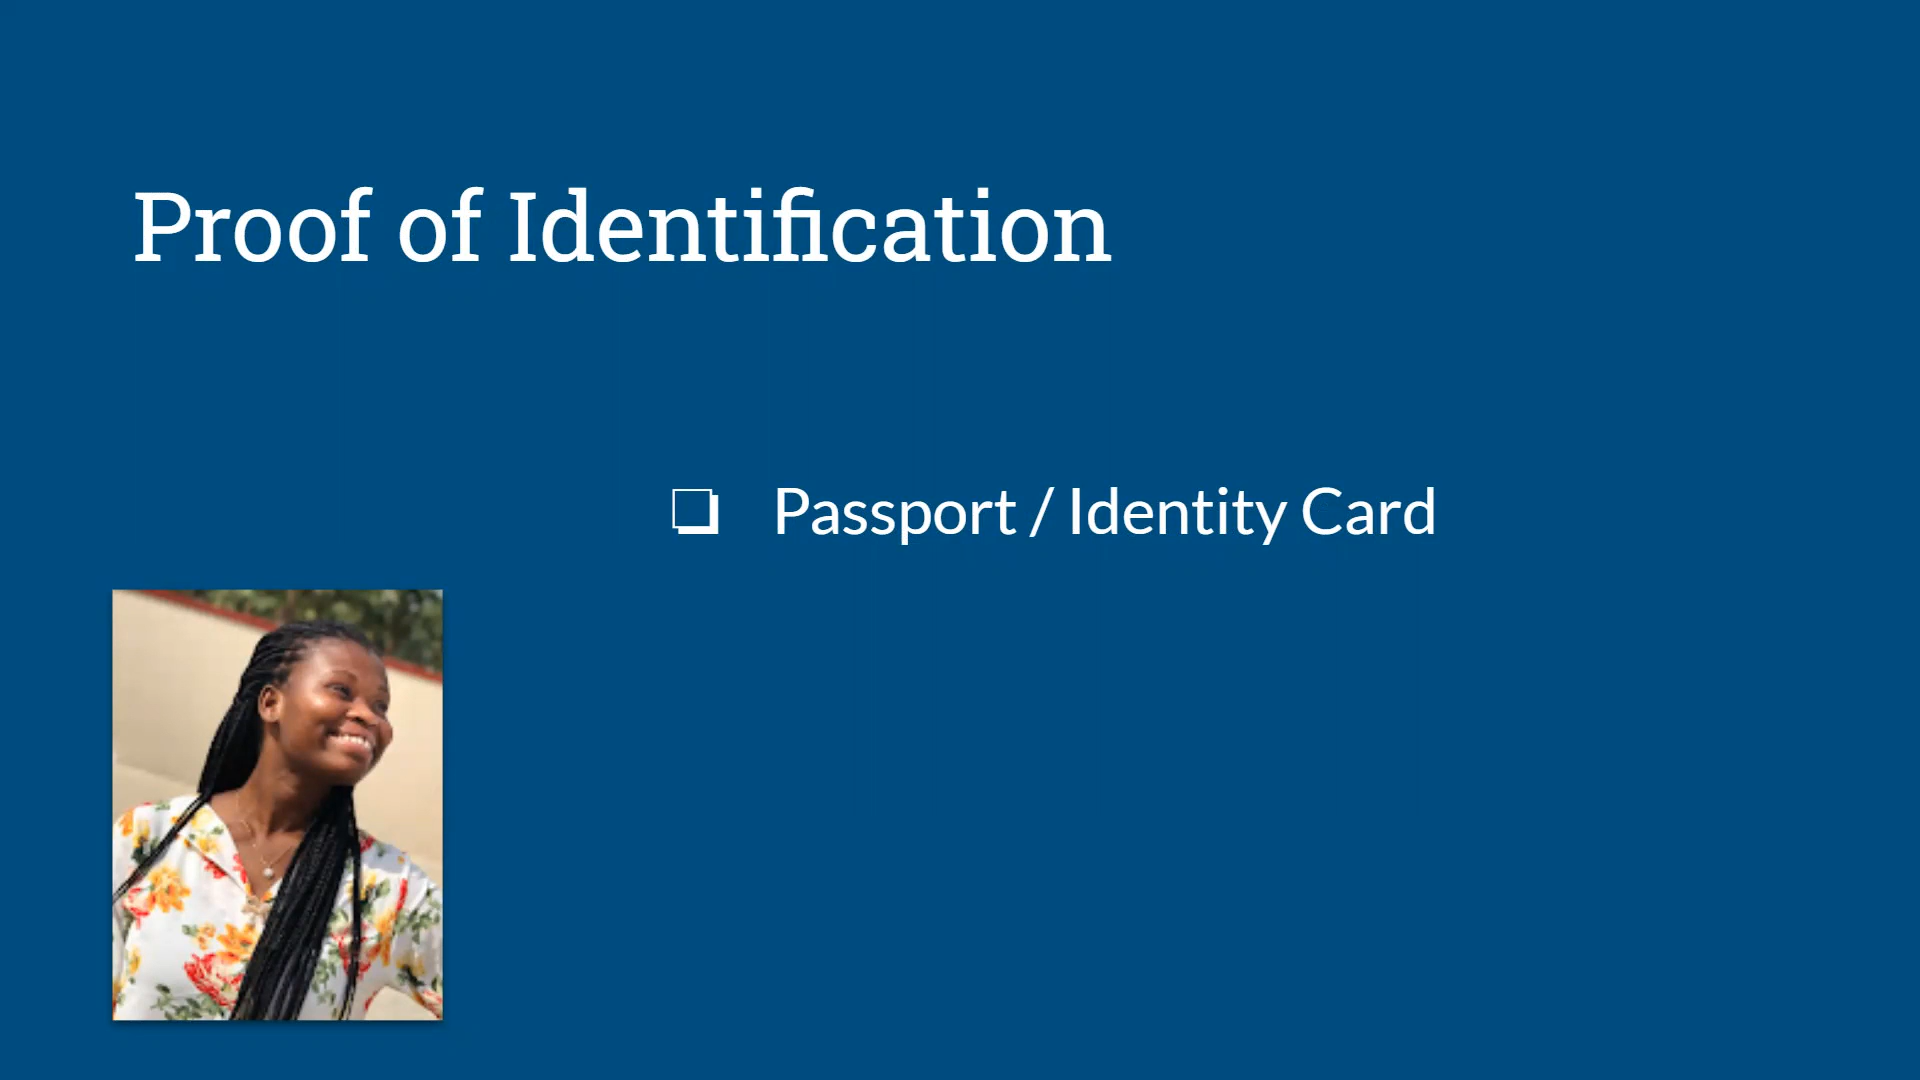 Proof of Identification
❏ Passport / Identity Card